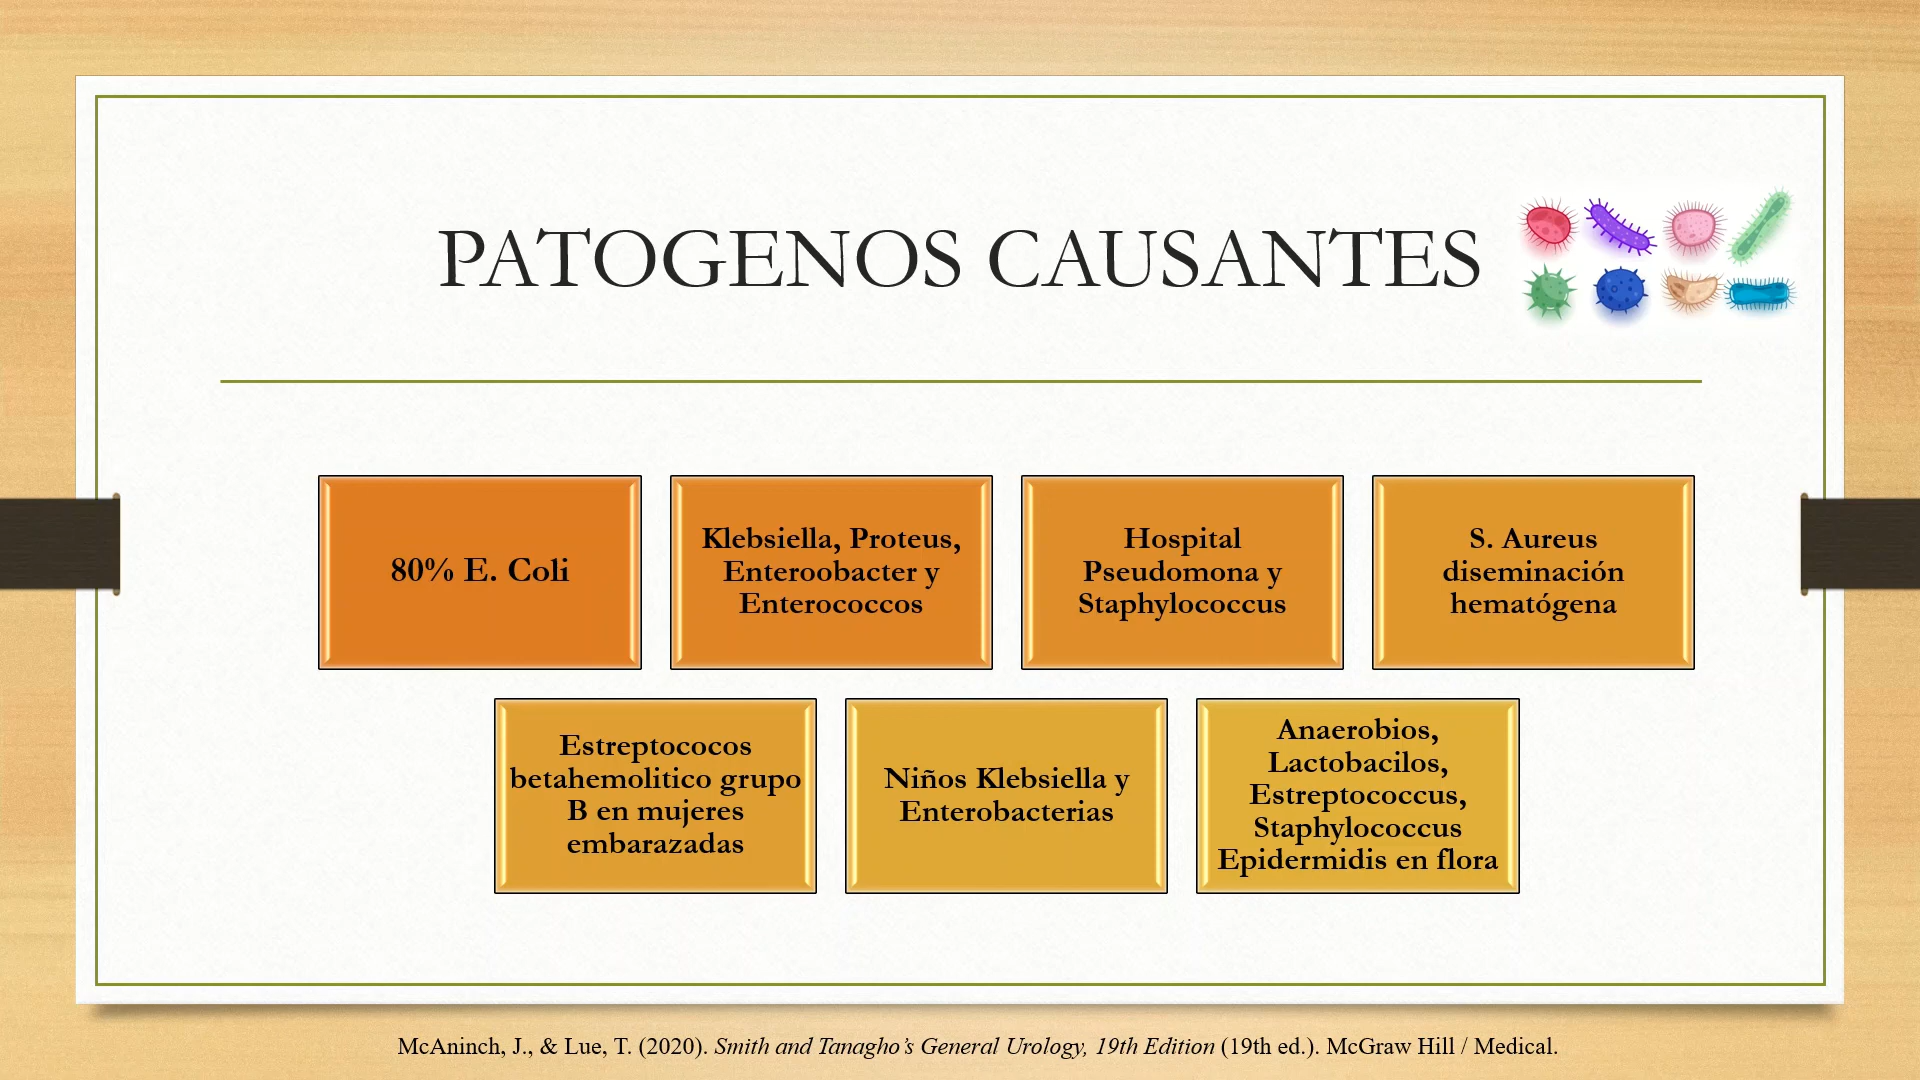 PATOGENOS CAUSANTES
80% E. Coli
Klebsiella, Proteus,
Enteroobacter y
Enterococcos
Hospital
Pseudomona y
Staphylococcus
S. Aureus
diseminación
hematógena
Estreptococos
betahemolitico grupo
B en mujeres
embarazadas
Niños Klebsiella y
Enterobacterias
Anaerobios,
Lactobacilos,
Estreptococcus,
Staphylococcus
Epidermidis en flora
McAninch, J., & Lue, T. (2020). Smith and Tanagho’s General Urology, 19th Edition (19th ed.). McGraw Hill / Medical.